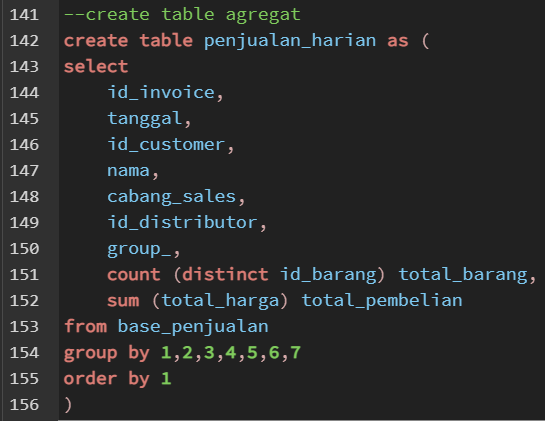 141 --create table agregat
142 create table penjualan_harian as (
143 select
144     id_invoice,
145     tanggal,
146     id_customer,
147     nama,
148     cabang_sales,
149     id_distributor,
150     group_,
151     count (distinct id_barang) total_barang,
152     sum (total_harga) total_pembelian
153 from base_penjualan
154 group by 1,2,3,4,5,6,7
155 order by 1
156 )